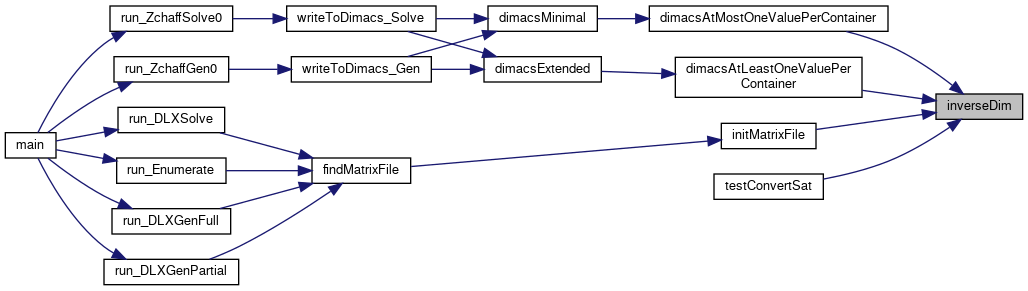 run_ZchaffSolve0
writeToDimacs_Solve
dimacsMinimal
dimacsAtMostOneValuePerContainer
run_ZchaffGen0
writeToDimacs_Gen
dimacsExtended
dimacsAtLeastOneValuePer
Container
inverseDim
run_DLXSolve
main
initMatrixFile
run_Enumerate
findMatrixFile
testConvertSat
run_DLXGenFull
run_DLXGenPartial